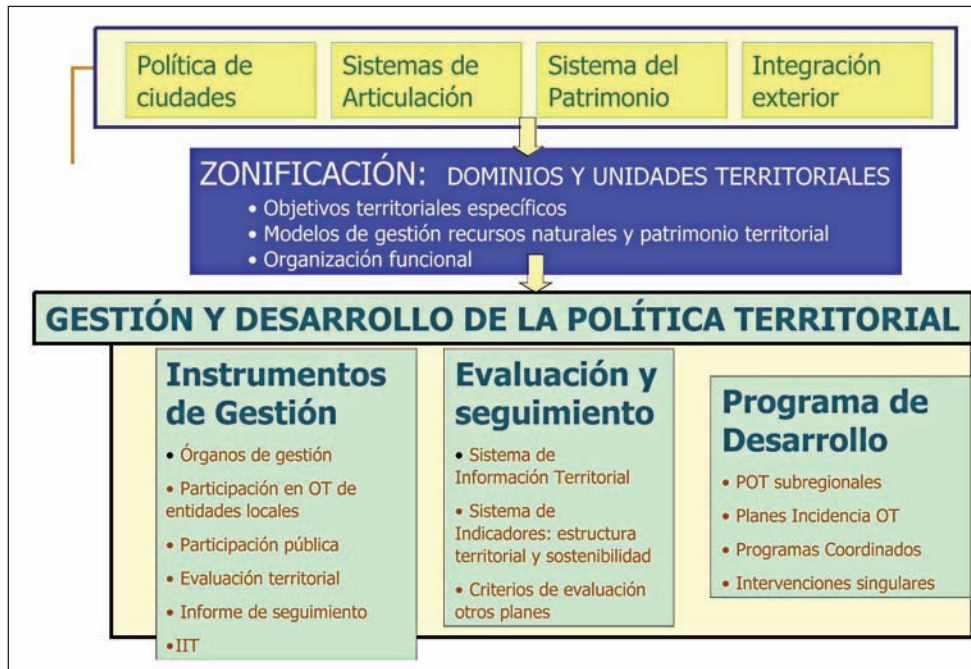 Política de
ciudades
Sistemas de
Articulación
Sistema del
Patrimonio
Integración
exterior
ZONIFICACIÓN: DOMINIOS Y UNIDADES TERRITORIALES
• Objetivos territoriales específicos
• Modelos de gestión recursos naturales y patrimonio territorial
• Organización funcional
GESTIÓN Y DESARROLLO DE LA POLÍTICA TERRITORIAL
Instrumentos
de Gestión
• Órganos de gestión
• Participación en OT de
entidades locales
• Participación pública
• Evaluación territorial
• Informe de seguimiento
•IIT
Evaluación y
seguimiento
• Sistema de
Información Territorial
• Sistema de
Indicadores: estructura
territorial y sostenibilidad
• Criterios de evaluación
otros planes
Programa de
Desarrollo
• POT subregionales
• Planes Incidencia OT
• Programas Coordinados
• Intervenciones singulares